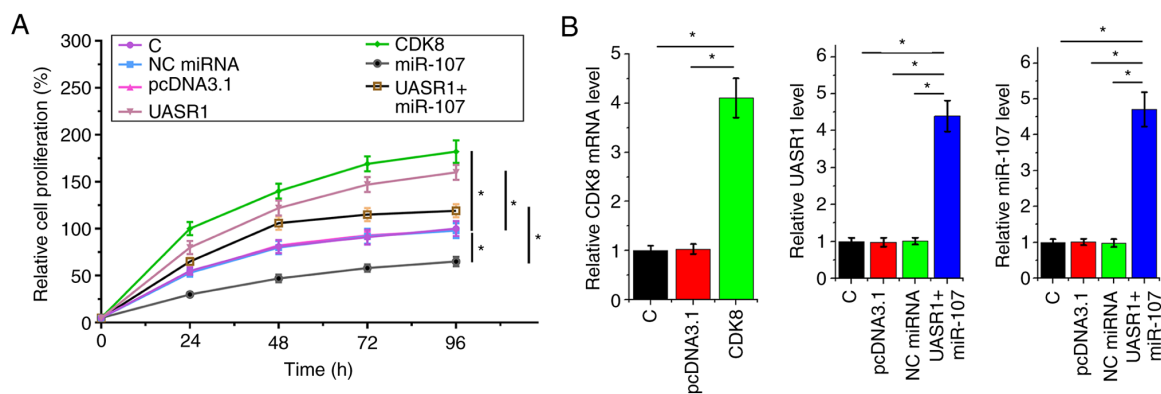 A
Relative cell proliferation (%)
300
250
200
150
100
50
0
C
NC miRNA
pcDNA3.1
UASR1
CDK8
miR-107
UASR1+
miR-107
*
*
*
*
0
24
48
72
96
Time (h)
B
Relative CDK8 mRNA level
5
4
3
2
1
0
*
*
C
pcDNA3.1
CDK8
Relative UASR1 level
6
5
4
3
2
1
0
*
*
*
C
pcDNA3.1
NC miRNA
UASR1+
miR-107
Relative miR-107 level
6
5
4
3
2
1
0
*
*
*
C
pcDNA3.1
NC miRNA
UASR1+
miR-107